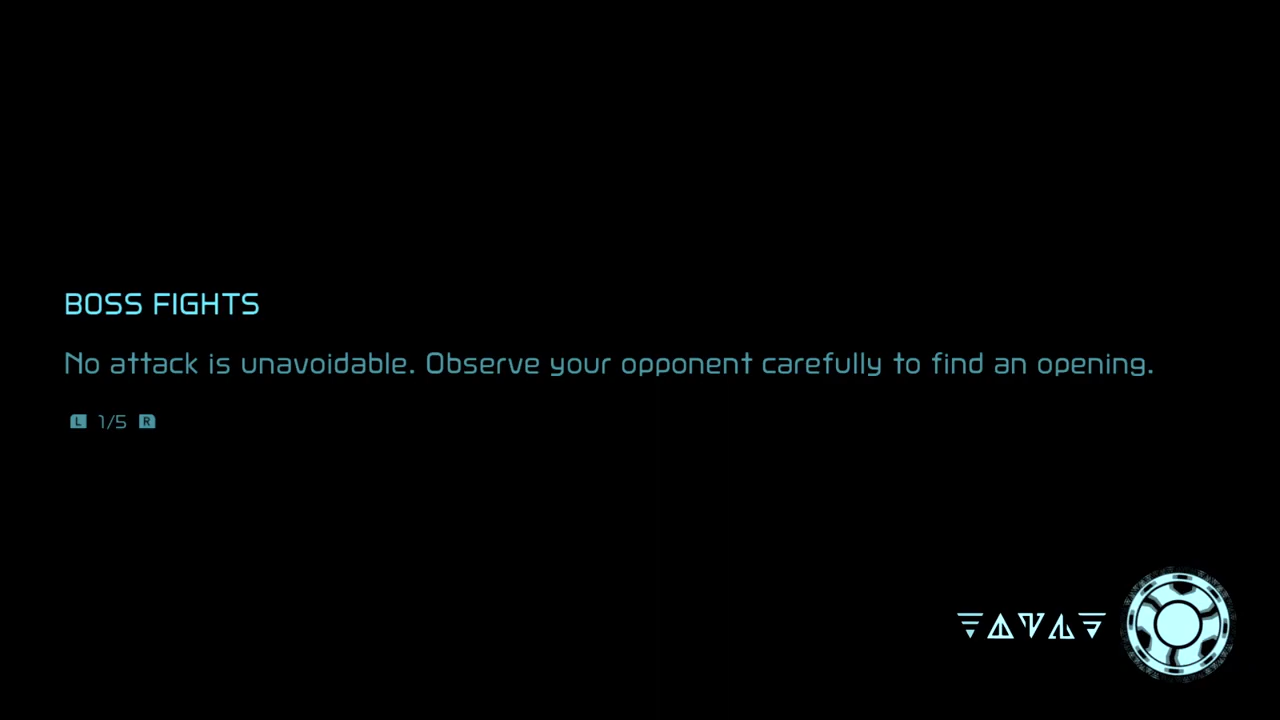 BOSS FIGHTS
No attack is unavoidable. Observe your opponent carefully to find an opening.
L 1/5 R